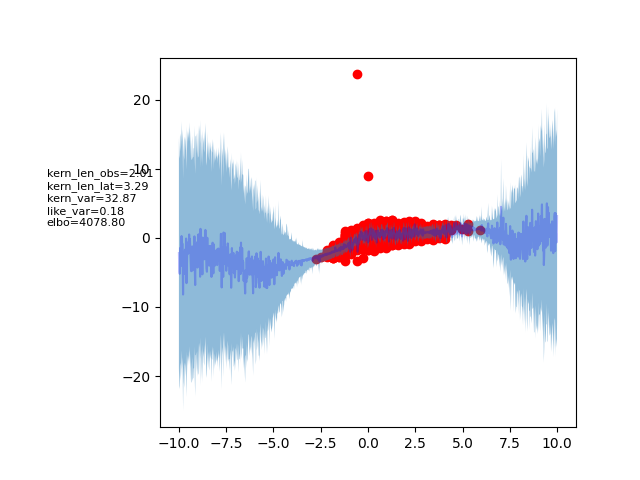 20
10
0
−10
−20
kern_len_obs=2.01
kern_len_lat=3.29
kern_var=32.87
like_var=0.18
elbo=4078.80
−10.0 −7.5 −5.0 −2.5 0.0 2.5 5.0 7.5 10.0